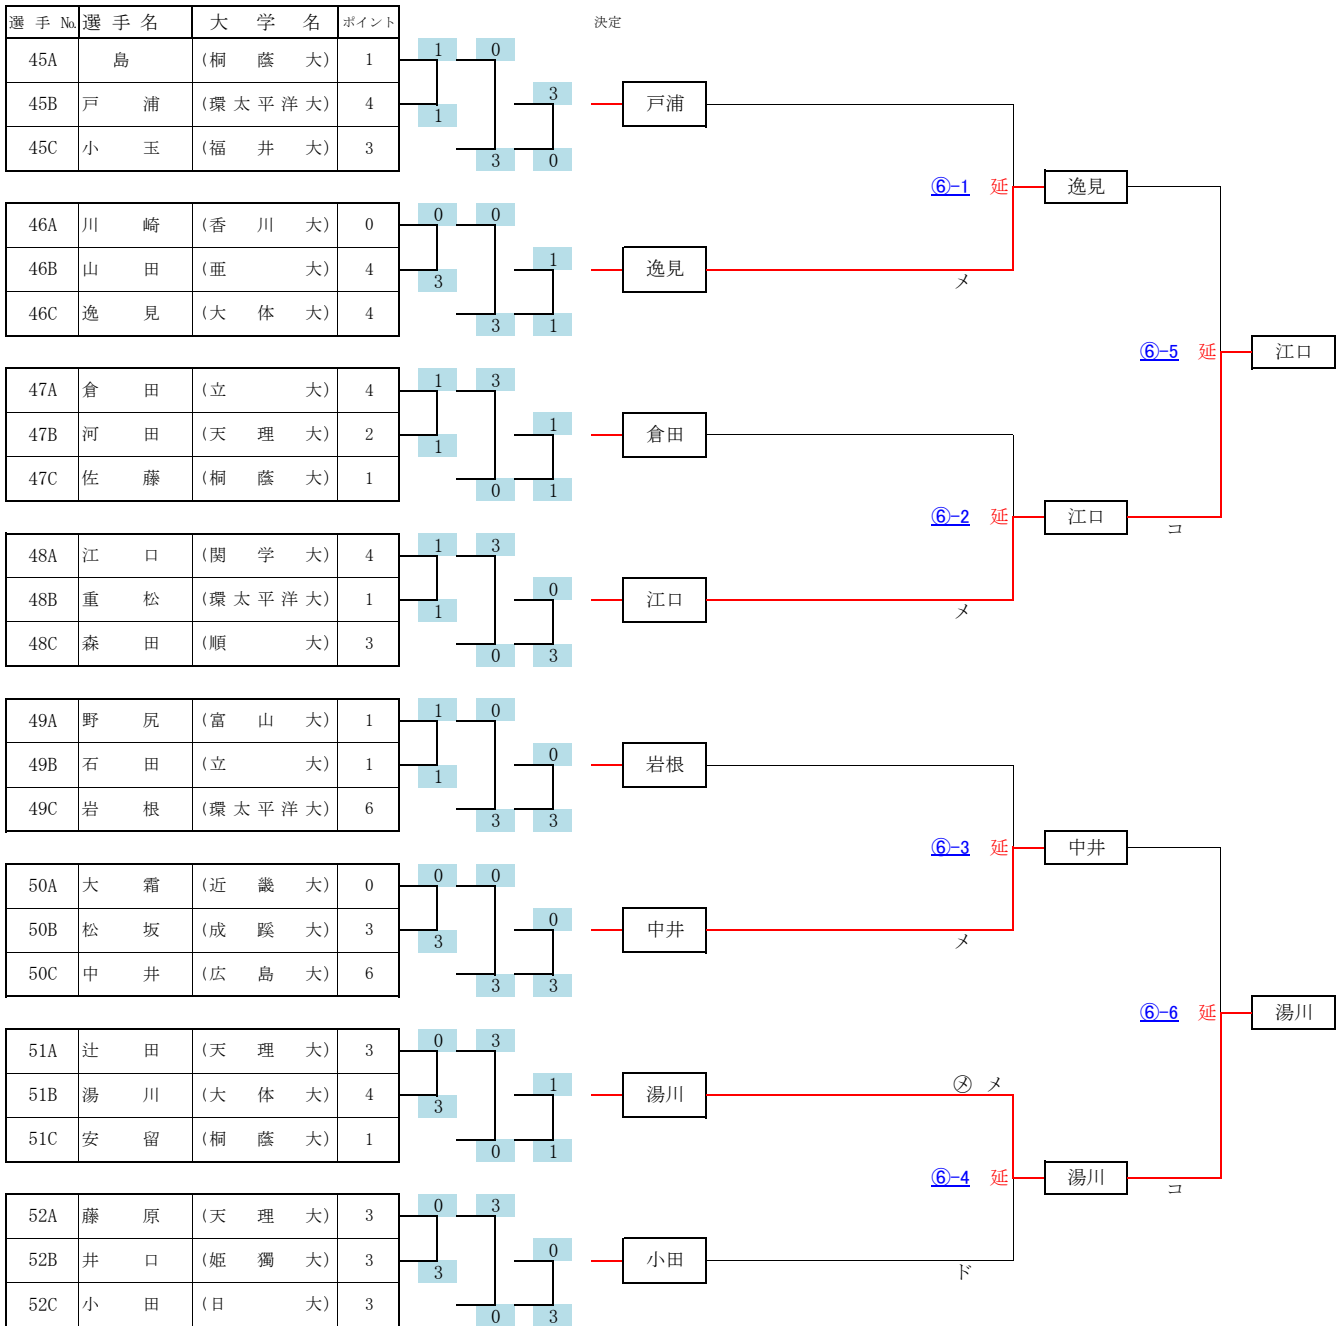 選手№ 選手名 大学名 ポイント 決定
45A 島 (桐蔭大) 1 1 0
45B 戸浦 (環太平洋大) 4 1 3 戸浦
45C 小玉 (福井大) 3 3 0
⑥-1 延 逸見
46A 川崎 (香川大) 0 0 0
46B 山田 (亜大) 4 3 1 逸見 メ
46C 逸見 (大体大) 4 3 1
⑥-5 延 江口
47A 倉田 (立大) 4 1 3
47B 河田 (天理大) 2 1 1 倉田
47C 佐藤 (桐蔭大) 1 0 1
⑥-2 延 江口 コ
48A 江口 (関学大) 4 1 3
48B 重松 (環太平洋大) 1 1 0 江口 メ
48C 森田 (順大) 3 0 3
49A 野尻 (富山大) 1 1 0
49B 石田 (立大) 1 1 0 岩根
49C 岩根 (環太平洋大) 6 3 3
⑥-3 延 中井
50A 大霜 (近畿大) 0 0 0
50B 松坂 (成蹊大) 3 3 0 中井 メ
50C 中井 (広島大) 6 3 3
⑥-6 延 湯川
51A 辻田 (天理大) 3 0 3
51B 湯川 (大体大) 4 3 1 湯川 ㋱ メ
51C 安留 (桐蔭大) 1 0 1
⑥-4 延 湯川 コ
52A 藤原 (天理大) 3 0 3
52B 井口 (姫獨大) 3 3 0 小田 ド
52C 小田 (日大) 3 0 3